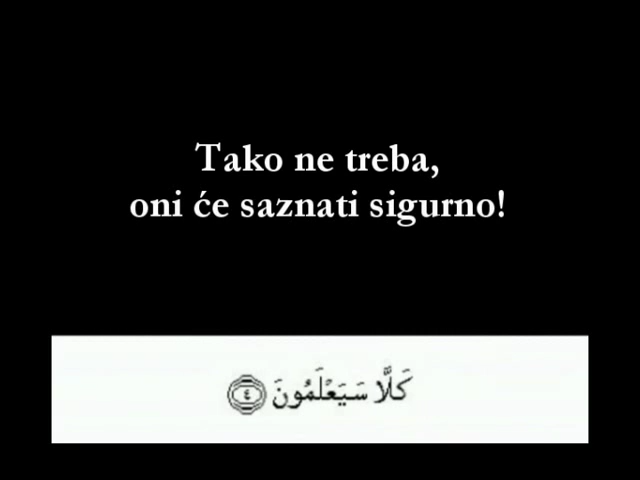 Tako ne treba,
oni će saznati sigurno!
كَلَّا سَيَعْلَمُونَ ٤